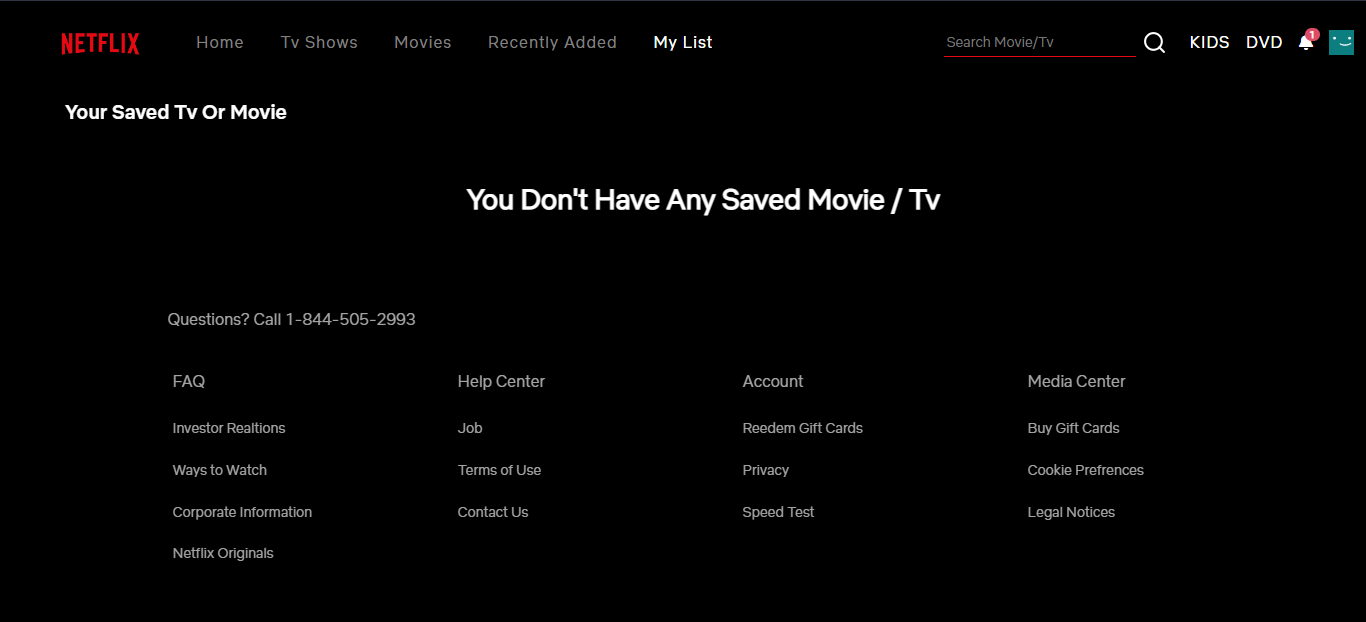 NETFLIX Home Tv Shows Movies Recently Added My List Search Movie/Tv KIDS DVD 1
Your Saved Tv Or Movie
You Don't Have Any Saved Movie / Tv
Questions? Call 1-844-505-2993
FAQ Help Center Account Media Center
Investor Realtions Job Reedem Gift Cards Buy Gift Cards
Ways to Watch Terms of Use Privacy Cookie Prefrences
Corporate Information Contact Us Speed Test Legal Notices
Netflix Originals